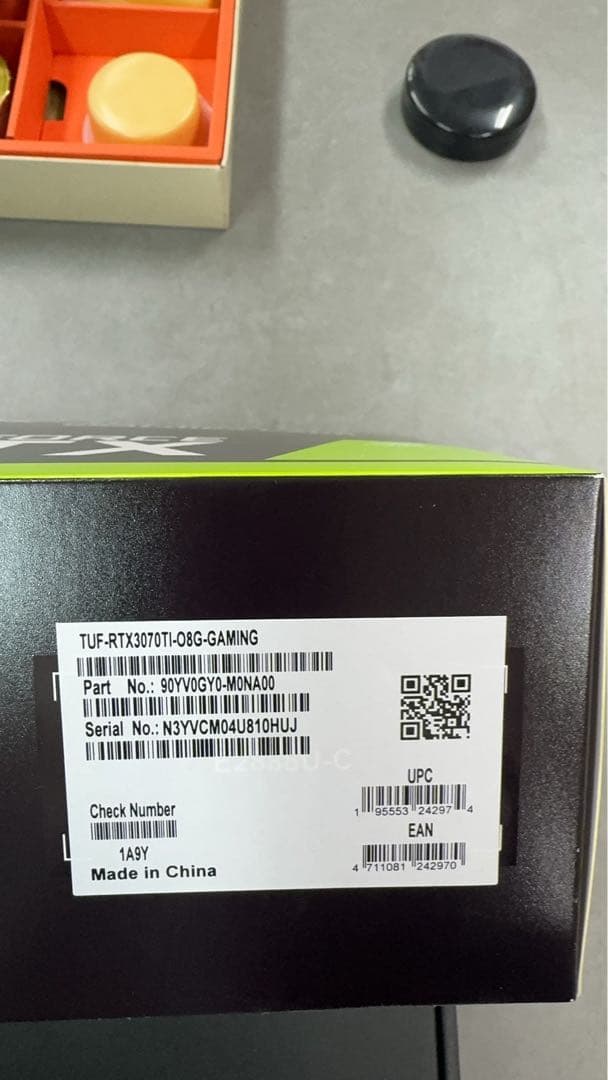 TUF-RTX3070TI-O8G-GAMING
Part No.: 90YV0GY0-M0NA00
Serial No.: N3YVCM04U810HUJ
UPC
1 95553 24297 4
Check Number
EAN
1A9Y
4 711081 242970
Made in China